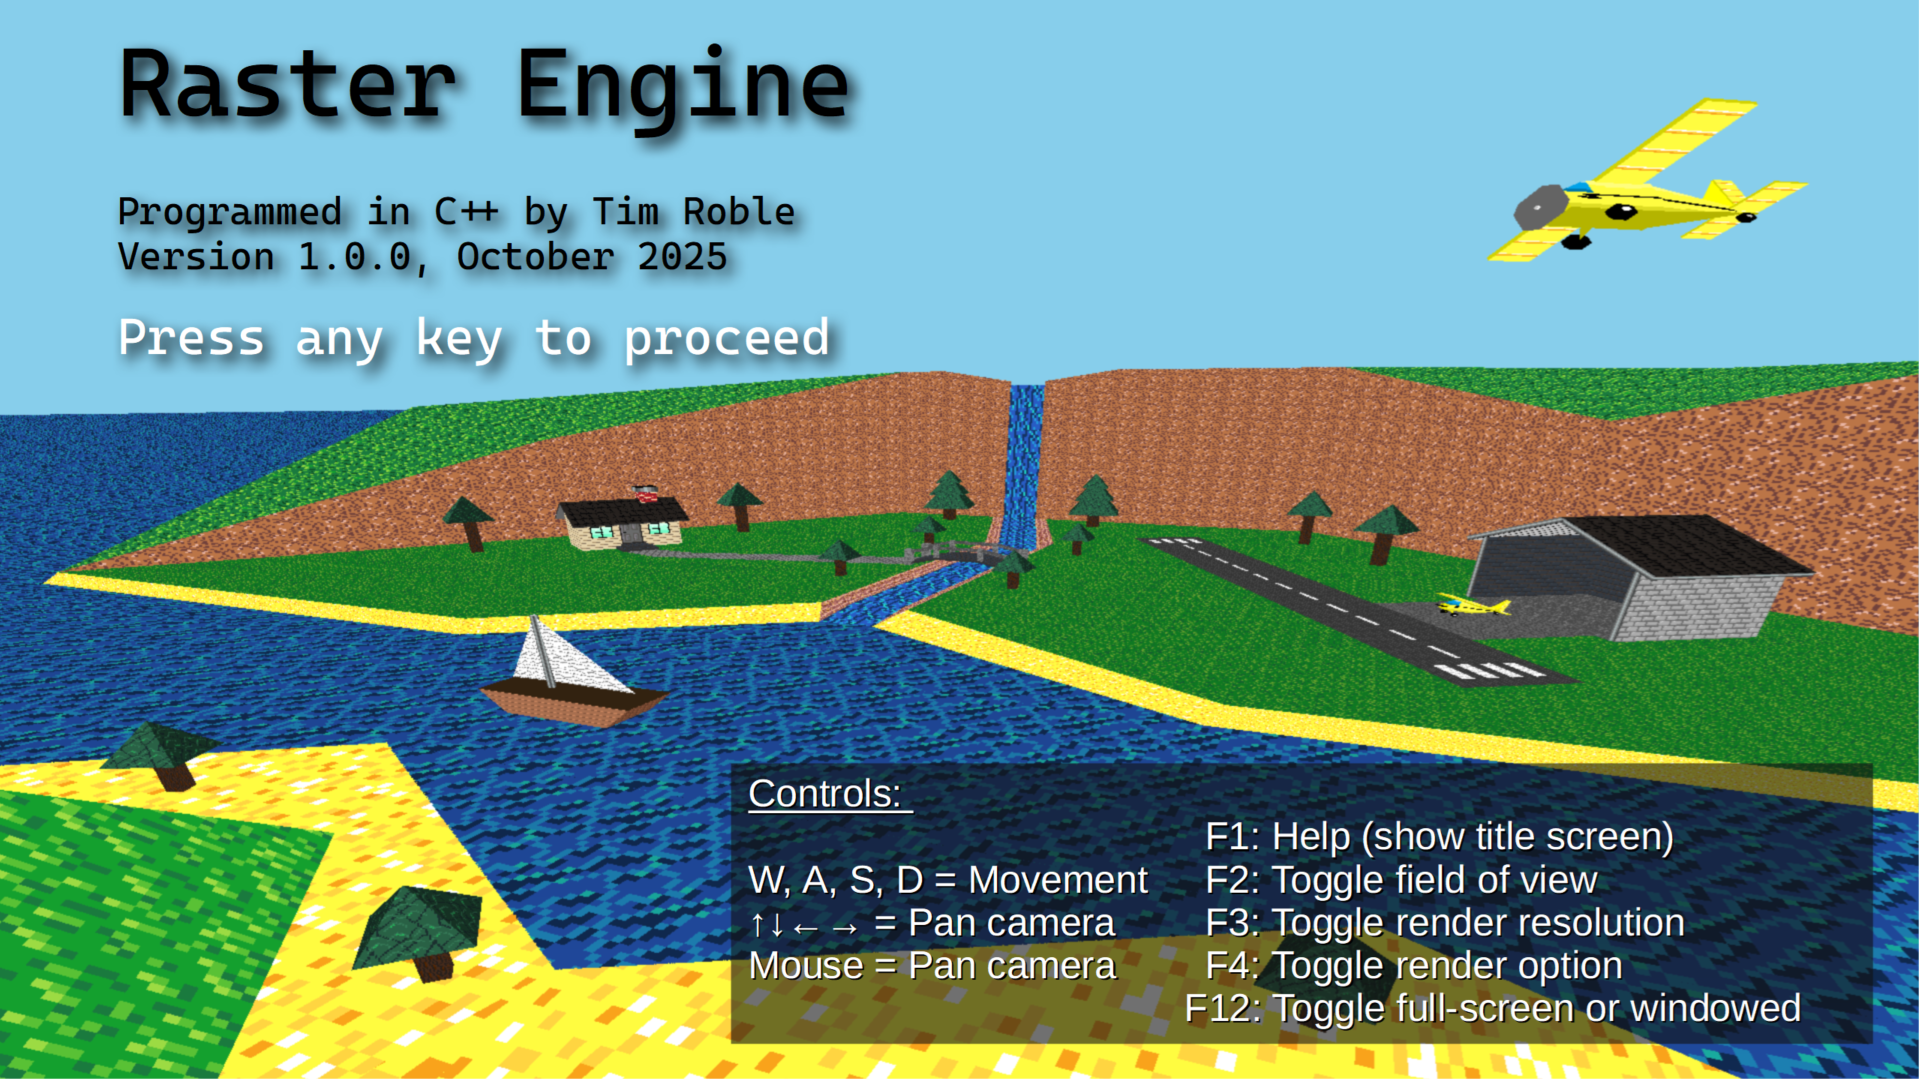 Raster Engine
Programmed in C++ by Tim Roble
Version 1.0.0, October 2025
Press any key to proceed
Controls:
W, A, S, D = Movement
↑↓←→ = Pan camera
Mouse = Pan camera
F1: Help (show title screen)
F2: Toggle field of view
F3: Toggle render resolution
F4: Toggle render option
F12: Toggle full-screen or windowed